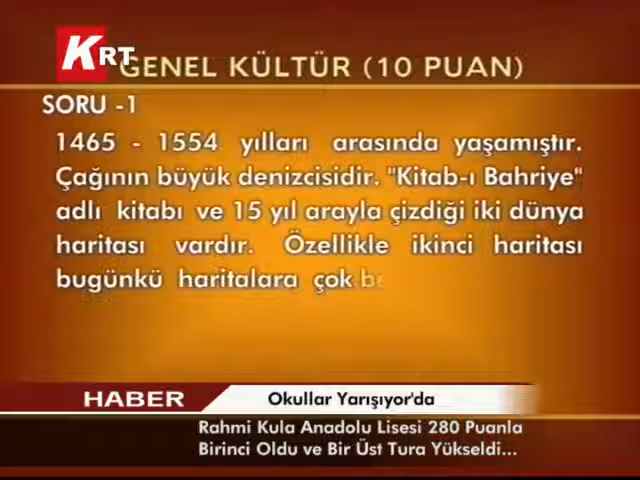 KRT
GENEL KÜLTÜR (10 PUAN)
SORU -1
1465 - 1554 yılları arasında yaşamıştır.
Çağının büyük denizcisidir. "Kitab-ı Bahriye"
adlı kitabı ve 15 yıl arayla çizdiği iki dünya
haritası vardır. Özellikle ikinci haritası
bugünkü haritalara çok be
HABER
Okullar Yarışıyor'da
Rahmi Kula Anadolu Lisesi 280 Puanla
Birinci Oldu ve Bir Üst Tura Yükseldi...